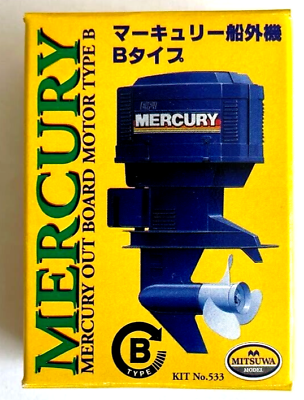 マーキュリー船外機
Bタイプ
MERCURY
MERCURY OUT BOARD MOTOR TYPE B
MERCURY
B
TYPE
KIT No.533
MITSUWA
MODEL